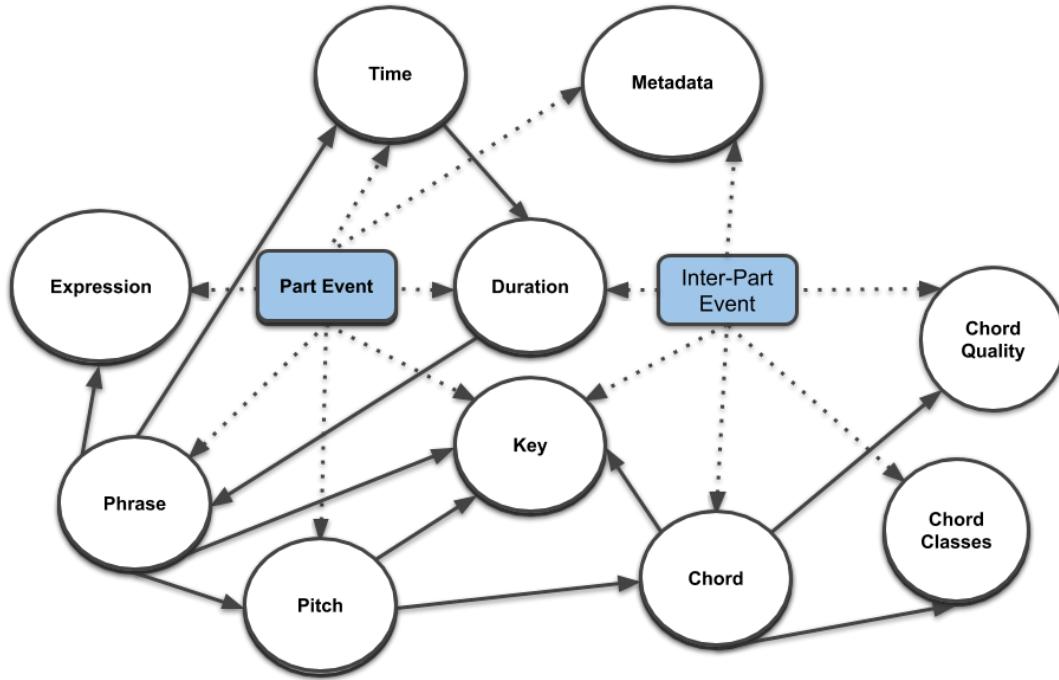 Time
Metadata
Expression
Part Event
Duration
Inter-Part
Event
Chord
Quality
Key
Phrase
Chord
Classes
Chord
Pitch